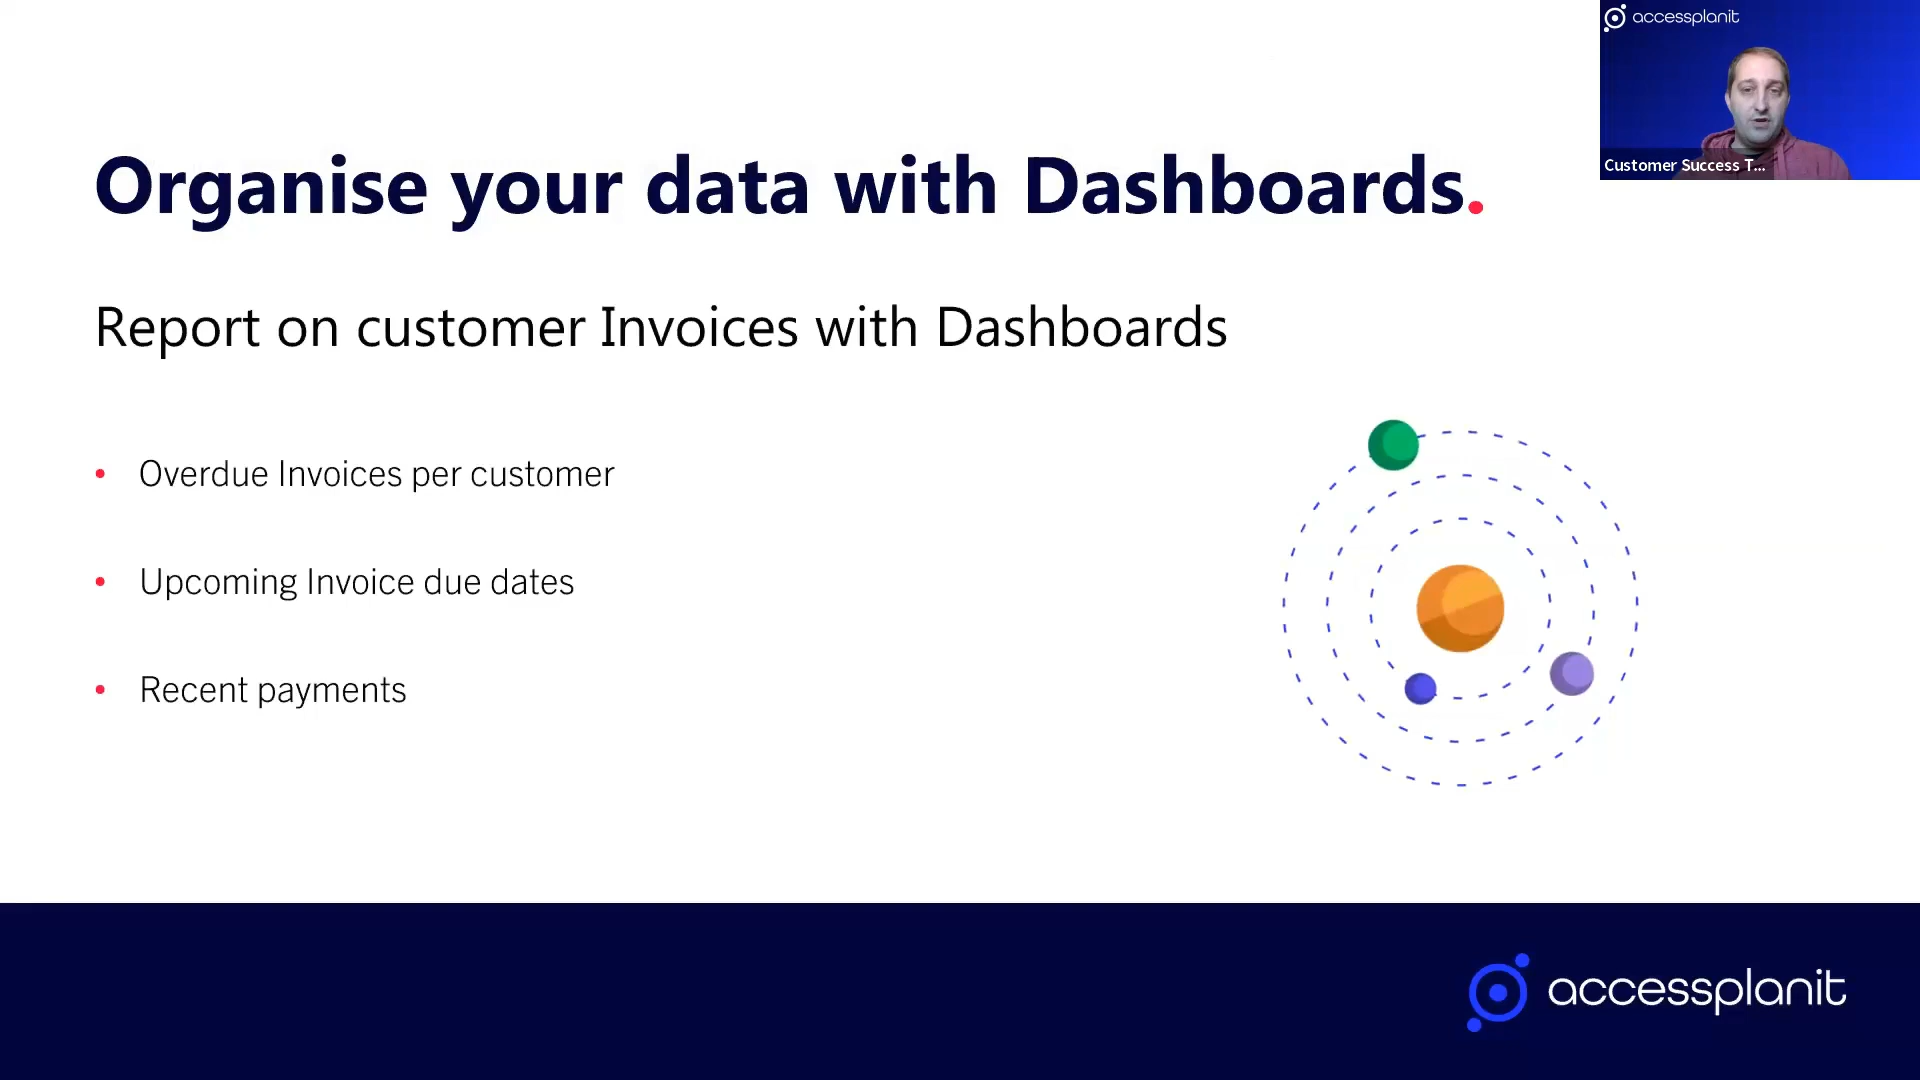 accessplanit
Customer Success T...
Organise your data with Dashboards.
Report on customer Invoices with Dashboards
• Overdue Invoices per customer
• Upcoming Invoice due dates
• Recent payments
accessplanit